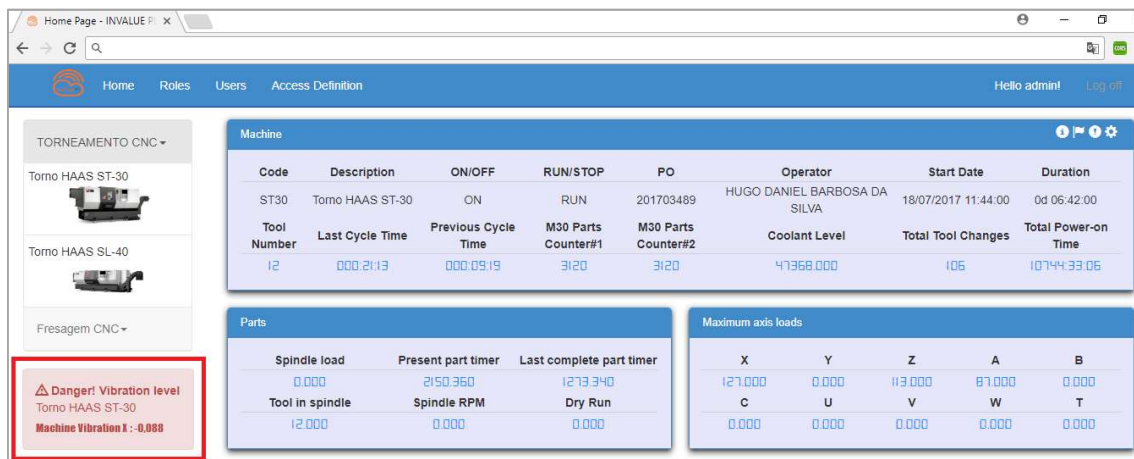 Home Page - INVALUE P
CORS
Home Roles Users Access Definition Hello admin! Log off
TORNEAMENTO CNC
Torno HAAS ST-30
Torno HAAS SL-40
Fresagem CNC
Danger! Vibration level
Torno HAAS ST-30
Machine Vibration X : -0,088
Machine
Code Description ON/OFF RUN/STOP PO Operator Start Date Duration
ST30 Torno HAAS ST-30 ON RUN 201703489 HUGO DANIEL BARBOSA DA SILVA 18/07/2017 11:44:00 0d 06:42:00
Tool Number Last Cycle Time Previous Cycle Time M30 Parts Counter#1 M30 Parts Counter#2 Coolant Level Total Tool Changes Total Power-on Time
12 000:21:13 000:09:19 3120 3120 47368.000 106 10744:33:06
Parts
Spindle load Present part timer Last complete part timer
0.000 2150.360 1273.340
Tool in spindle Spindle RPM Dry Run
12.000 0.000 0.000
Maximum axis loads
X Y Z A B
127.000 0.000 113.000 87.000 0.000
C U V W T
0.000 0.000 0.000 0.000 0.000